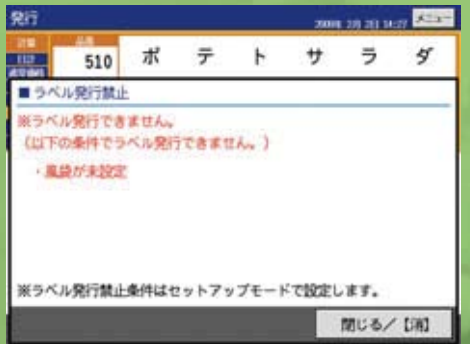 発行
メニュー
品番
510 ポテトサラダ
■ ラベル発行禁止
※ラベル発行できません。
（以下の条件でラベル発行できません。）
・風袋が未設定
※ラベル発行禁止条件はセットアップモードで設定します。
閉じる／【消】